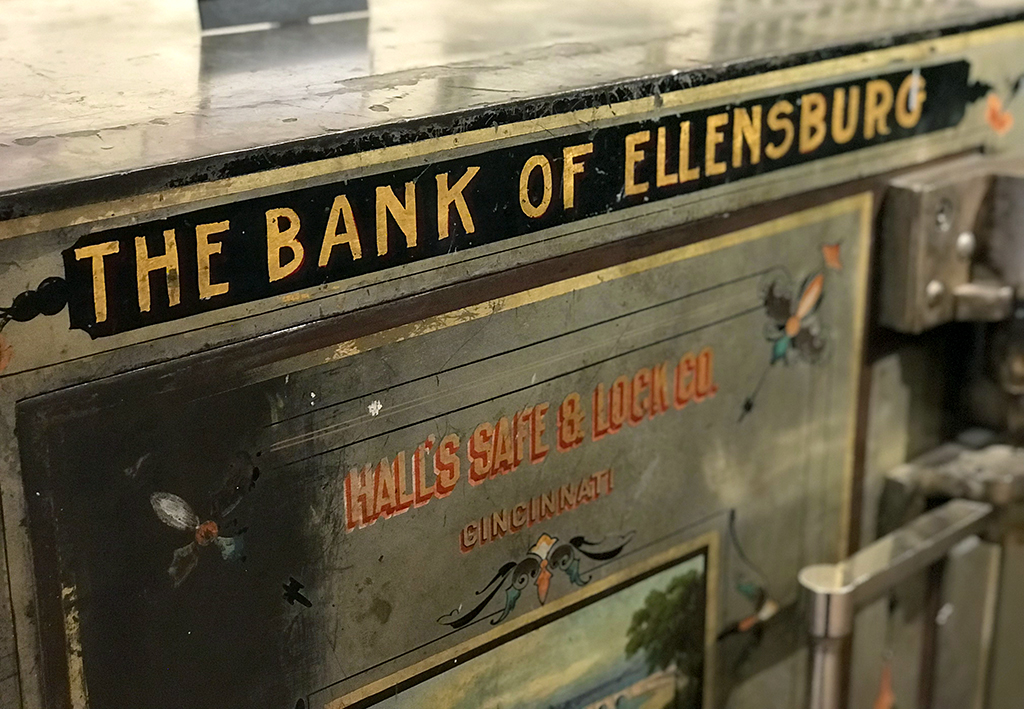 THE BANK OF ELLENSBURG
HALL'S SAFE & LOCK CO.
CINCINNATI